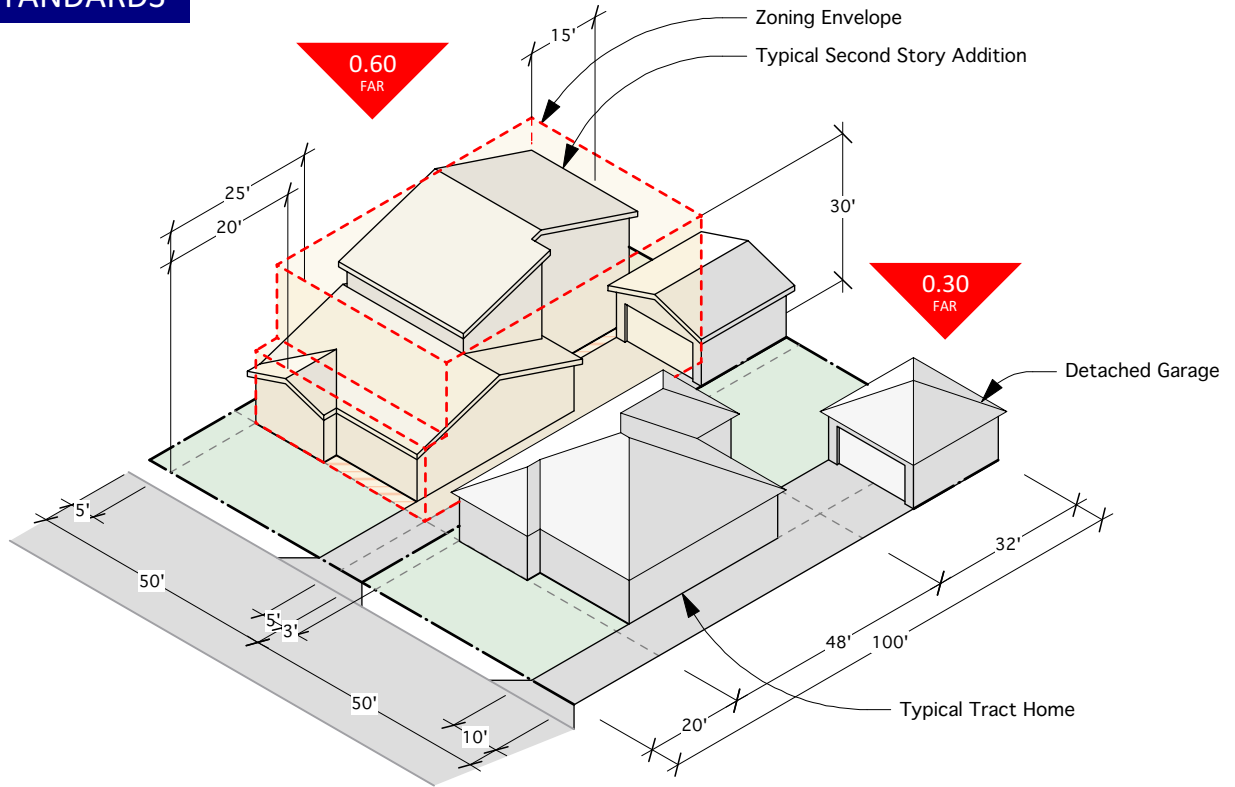 TANDARDS
15'
Zoning Envelope
Typical Second Story Addition
0.60
FAR
25'
20'
30'
0.30
FAR
Detached Garage
5'
50'
5'
3'
50'
10'
32'
48'
100'
20'
Typical Tract Home